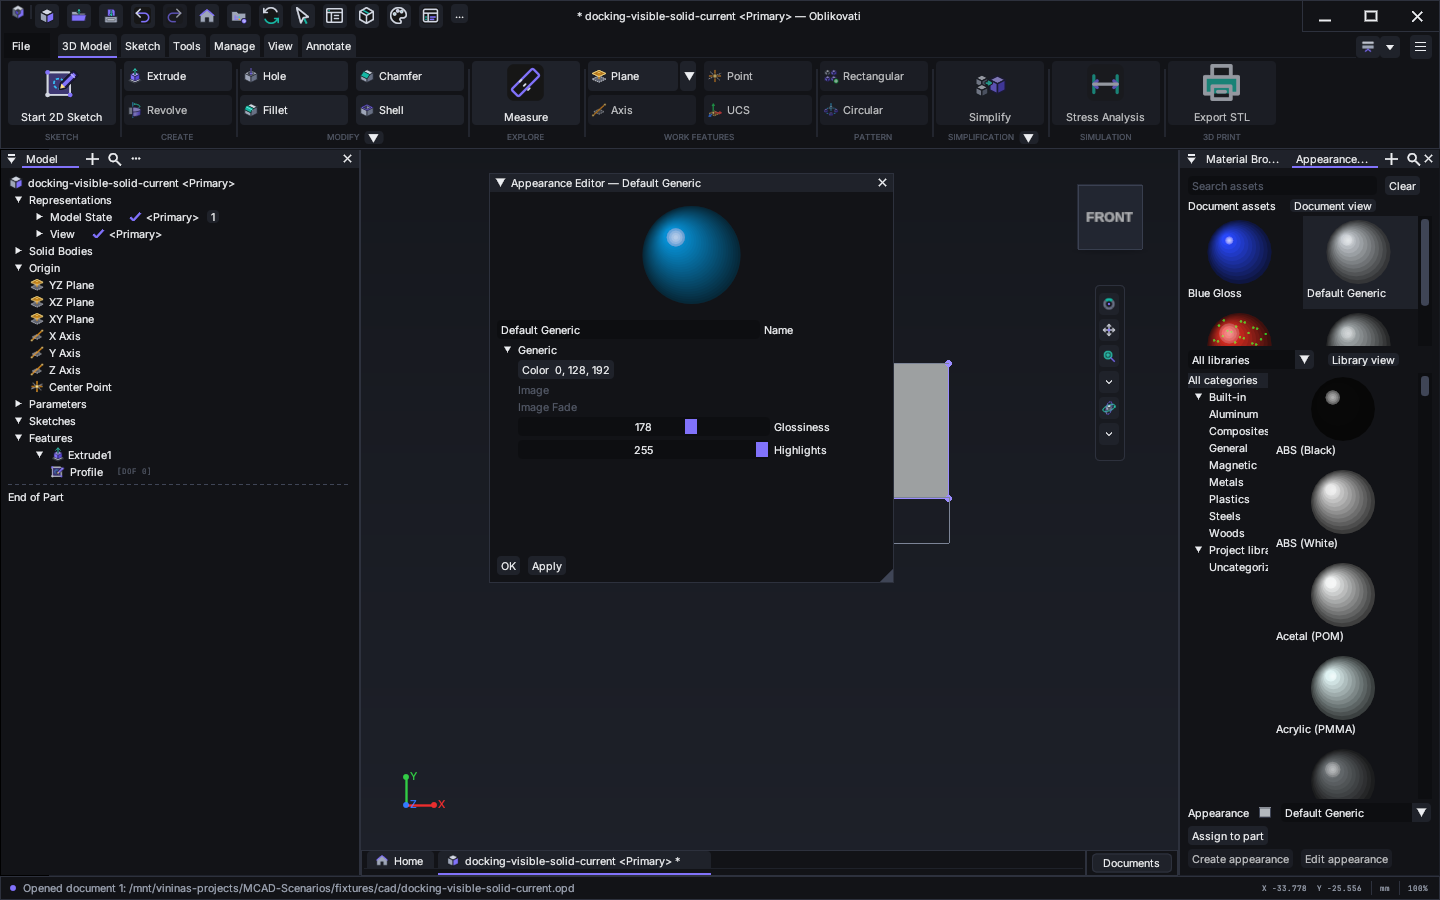 * docking-visible-solid-current <Primary> — Oblikovati
File
3D Model
Sketch
Tools
Manage
View
Annotate
Start 2D Sketch
Extrude
Revolve
Hole
Fillet
Chamfer
Shell
Measure
Plane
Axis
Point
UCS
Rectangular
Circular
Simplify
Stress Analysis
Export STL
SKETCH
CREATE
MODIFY
EXPLORE
WORK FEATURES
PATTERN
SIMPLIFICATION
SIMULATION
3D PRINT
Model
docking-visible-solid-current <Primary>
Representations
Model State <Primary> 1
View <Primary>
Solid Bodies
Origin
YZ Plane
XZ Plane
XY Plane
X Axis
Y Axis
Z Axis
Center Point
Parameters
Sketches
Features
Extrude1
Profile [DOF 0]
End of Part
Appearance Editor — Default Generic
Default Generic Name
Generic
Color 0, 128, 192
Image
Image Fade
178 Glossiness
255 Highlights
OK Apply
FRONT
Y
Z
X
Material Bro...
Appearance...
Search assets
Clear
Document assets
Document view
Blue Gloss
Default Generic
All libraries
Library view
All categories
Built-in
Aluminum
Composites
General
Magnetic
Metals
Plastics
Steels
Woods
Project libra
Uncategoriz
ABS (Black)
ABS (White)
Acetal (POM)
Acrylic (PMMA)
Appearance Default Generic
Assign to part
Create appearance Edit appearance
Home
docking-visible-solid-current <Primary> *
Documents
Opened document 1: /mnt/vininas-projects/MCAD-Scenarios/fixtures/cad/docking-visible-solid-current.opd
X -33.778 Y -25.556 mm 100%